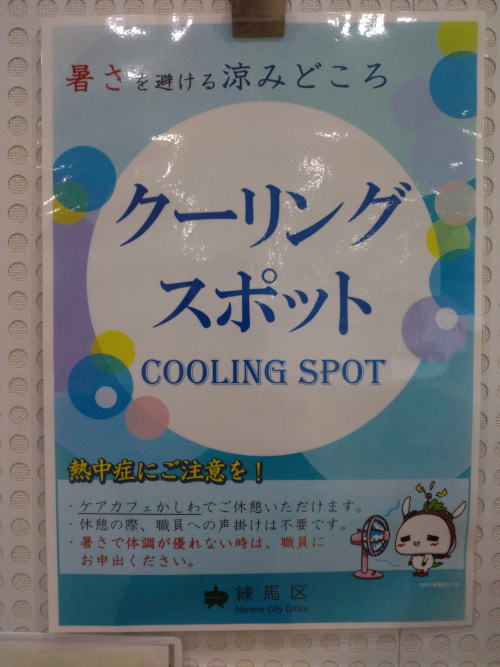 暑さを避ける涼みどころ
クーリング
スポット
COOLING SPOT
熱中症にご注意を！
・ケアカフェかしわでご休憩いただけます。
・休憩の際、職員への声掛けは不要です。
・暑さで体調が優れない時は、職員に
お申出ください。
練馬区
Nerima City Office